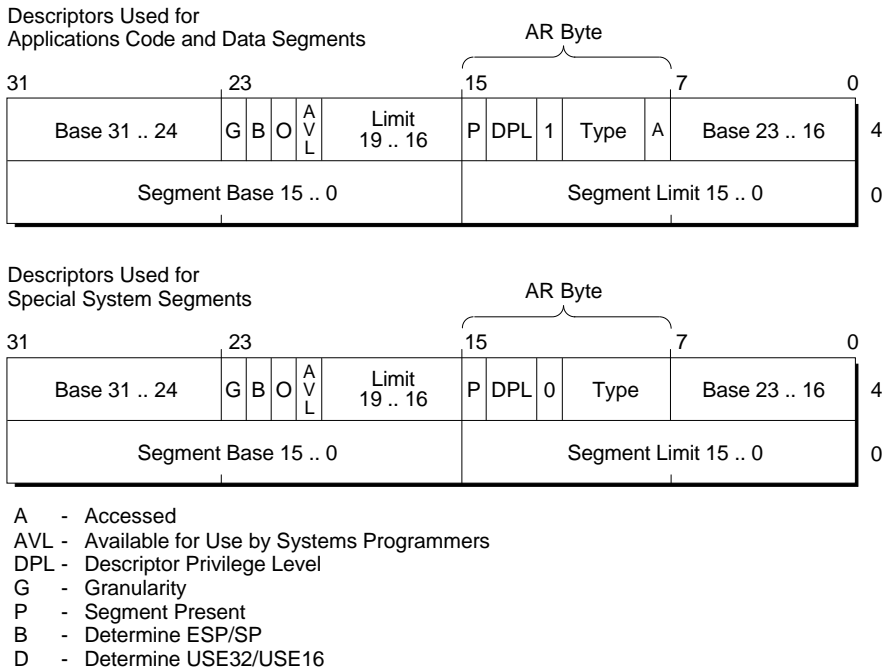 Descriptors Used for
Applications Code and Data Segments
AR Byte
31 23 15 7 0
Base 31 .. 24 G B O AVL Limit 19 .. 16 P DPL 1 Type A Base 23 .. 16 4
Segment Base 15 .. 0 Segment Limit 15 .. 0 0
Descriptors Used for
Special System Segments
AR Byte
31 23 15 7 0
Base 31 .. 24 G B O AVL Limit 19 .. 16 P DPL 0 Type Base 23 .. 16 4
Segment Base 15 .. 0 Segment Limit 15 .. 0 0
A - Accessed
AVL - Available for Use by Systems Programmers
DPL - Descriptor Privilege Level
G - Granularity
P - Segment Present
B - Determine ESP/SP
D - Determine USE32/USE16